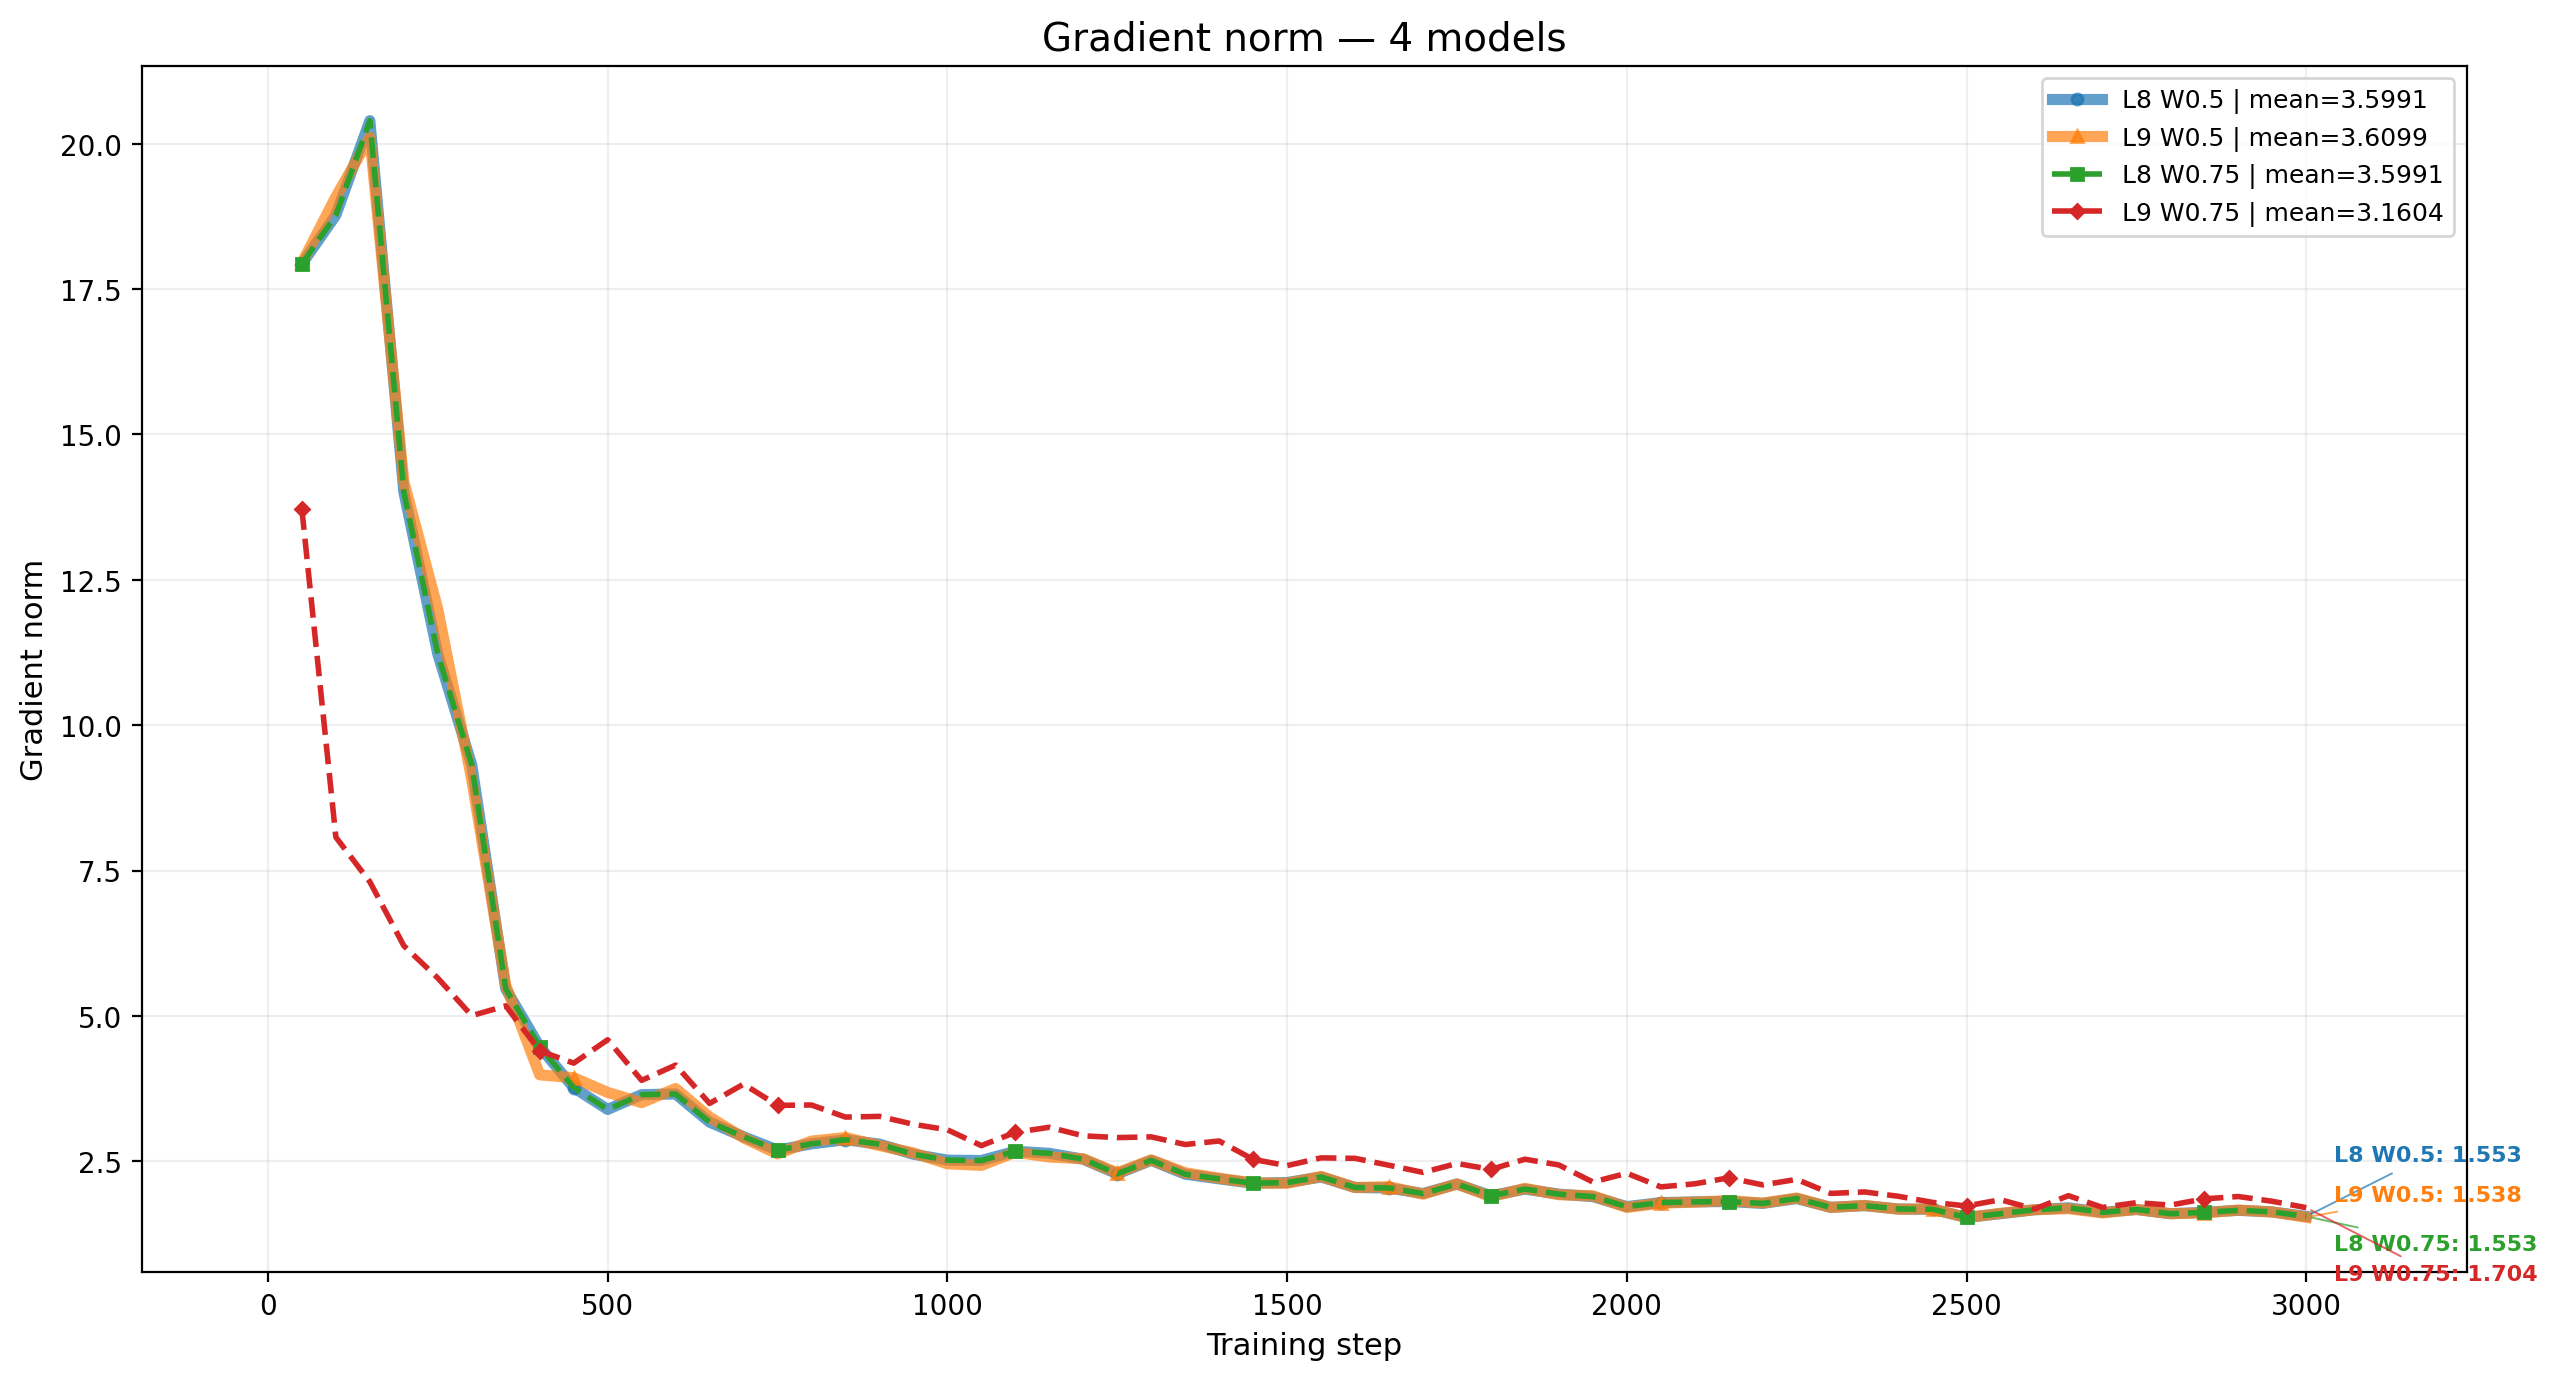 Gradient norm — 4 models
L8 W0.5 | mean=3.5991
L9 W0.5 | mean=3.6099
L8 W0.75 | mean=3.5991
L9 W0.75 | mean=3.1604
Gradient norm
20.0
17.5
15.0
12.5
10.0
7.5
5.0
2.5
L8 W0.5: 1.553
L9 W0.5: 1.538
L8 W0.75: 1.553
L9 W0.75: 1.704
0 500 1000 1500 2000 2500 3000
Training step